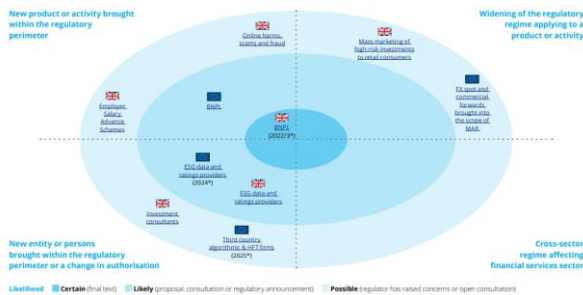 New product or activity brought
within the regulatory
perimeter
Widening of the regulatory
regime applying to a
product or activity
Online harms,
scams and fraud
Mass marketing of
high-risk investments
to retail consumers
Employer
Salary
Advance
Schemes
BNPL
FX spot and
commercial
forwards
brought into
the scope of
MAR
BNPL
(2022/3*)
ESG data and
ratings providers
(2024*)
ESG data and
ratings providers
Investment
consultants
Third country,
algorithmic & HFT firms
(2025*)
New entity or persons
brought within the regulatory
perimeter or a change in authorisation
Cross-sector
regime affecting
financial services sector
Likelihood Certain (final text) Likely (proposal, consultation or regulatory announcement) Possible (regulator has raised concerns or open consultation)